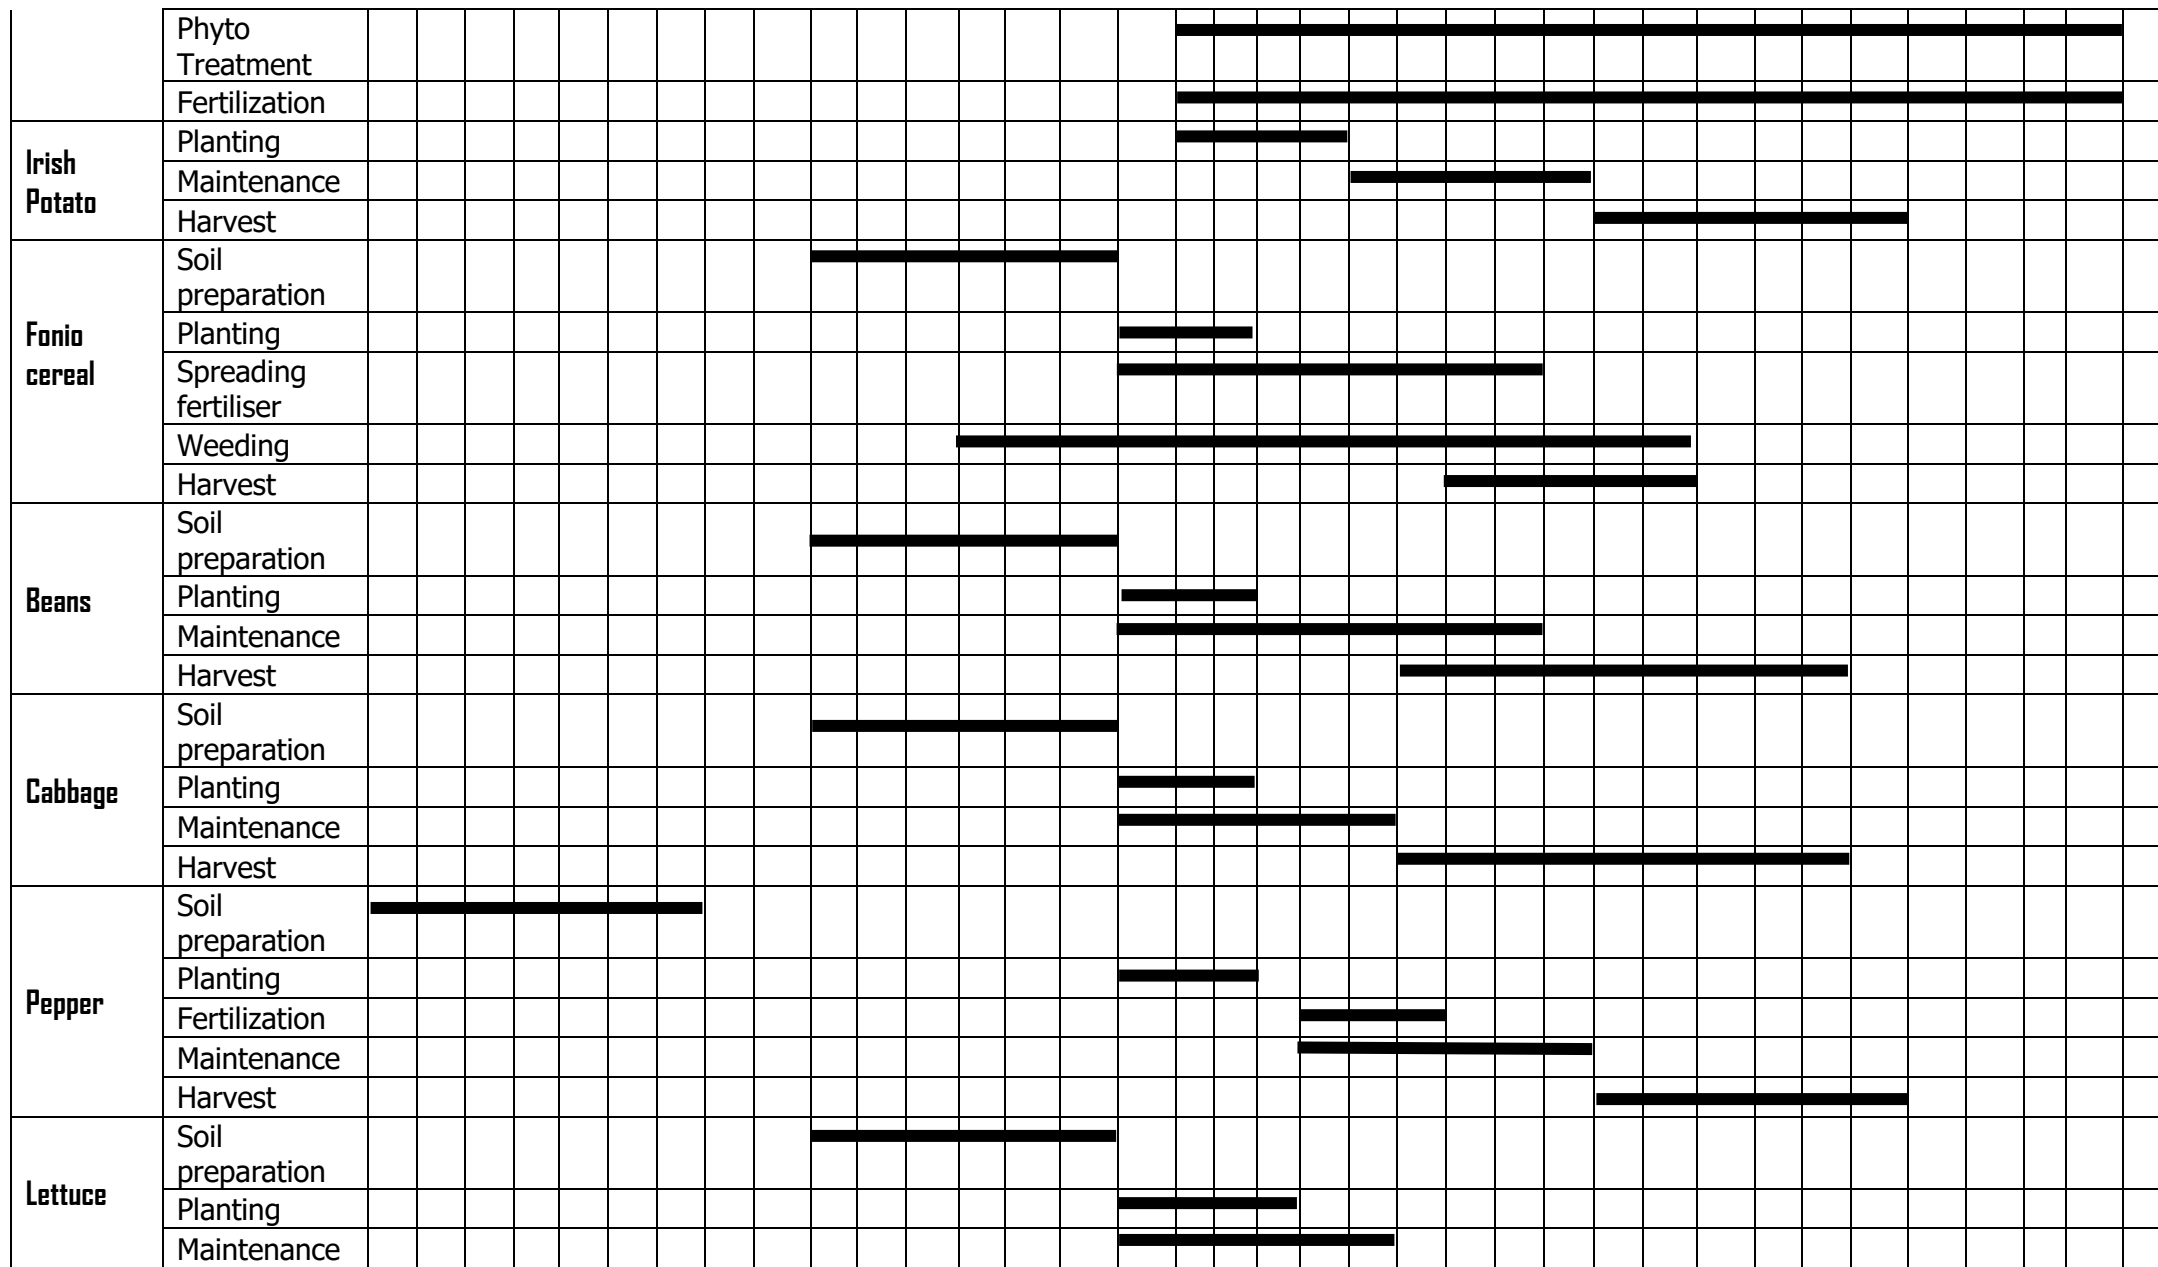 Phyto
Treatment
Fertilization
Irish
Potato
Planting
Maintenance
Harvest
Fonio
cereal
Soil
preparation
Planting
Spreading
fertiliser
Weeding
Harvest
Beans
Soil
preparation
Planting
Maintenance
Harvest
Cabbage
Soil
preparation
Planting
Maintenance
Harvest
Pepper
Soil
preparation
Planting
Fertilization
Maintenance
Harvest
Lettuce
Soil
preparation
Planting
Maintenance